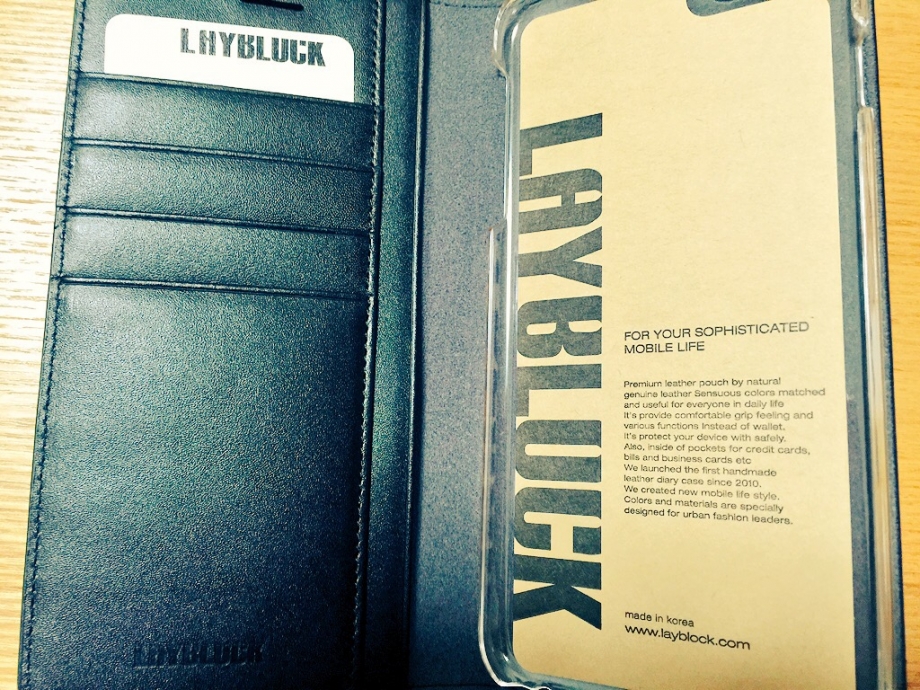 LAYBLOCK
LAYBLOCK
LAYBLOCK
FOR YOUR SOPHISTICATED
MOBILE LIFE
Premium leather pouch by natural
genuine leather Sensuous colors matched
and useful for everyone in daily life
It's provide comfortable grip feeling and
various functions Instead of wallet.
It's protect your device with safely.
Also, inside of pockets for credit cards,
bills and business cards etc
We launched the first handmade
leather diary case since 2010.
We created new mobile life style.
Colors and materials are specially
designed for urban fashion leaders.
made in korea
www.layblock.com